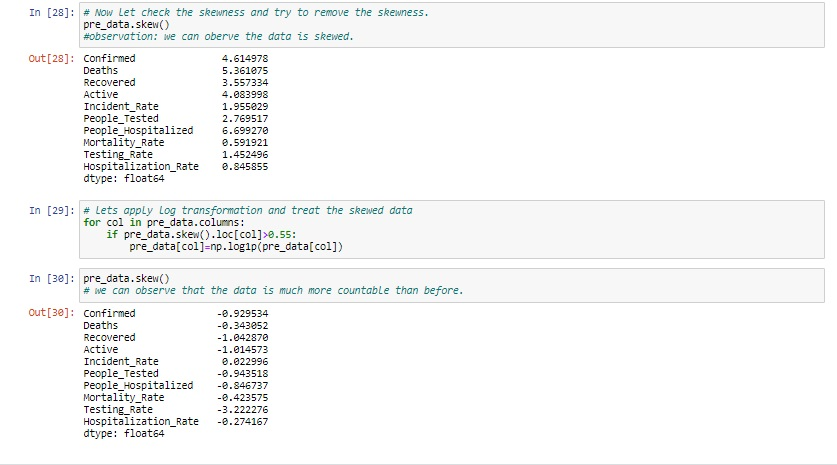 In [28]: # Now let check the skewness and try to remove the skewness.
pre_data.skew()
#observation: we can oberve the data is skewed.
Out[28]: Confirmed 4.614978
Deaths 5.361075
Recovered 3.557334
Active 4.083998
Incident_Rate 1.955029
People_Tested 2.769517
People_Hospitalized 6.699270
Mortality_Rate 0.591921
Testing_Rate 1.452496
Hospitalization_Rate 0.845855
dtype: float64
In [29]: # Lets apply log transformation and treat the skewed data
for col in pre_data.columns:
if pre_data.skew().loc[col]>0.55:
pre_data[col]=np.log1p(pre_data[col])
In [30]: pre_data.skew()
# we can observe that the data is much more countable than before.
Out[30]: Confirmed -0.929534
Deaths -0.343052
Recovered -1.042870
Active -1.014573
Incident_Rate 0.022996
People_Tested -0.943518
People_Hospitalized -0.846737
Mortality_Rate -0.423575
Testing_Rate -3.222276
Hospitalization_Rate -0.274167
dtype: float64